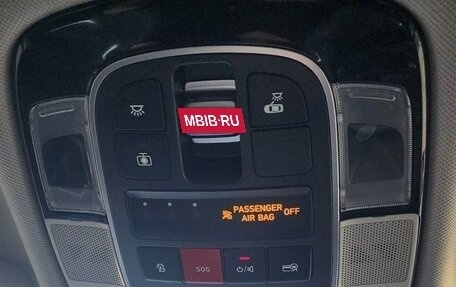 MBIB·RU
PASSENGER
AIR BAG OFF
SOS